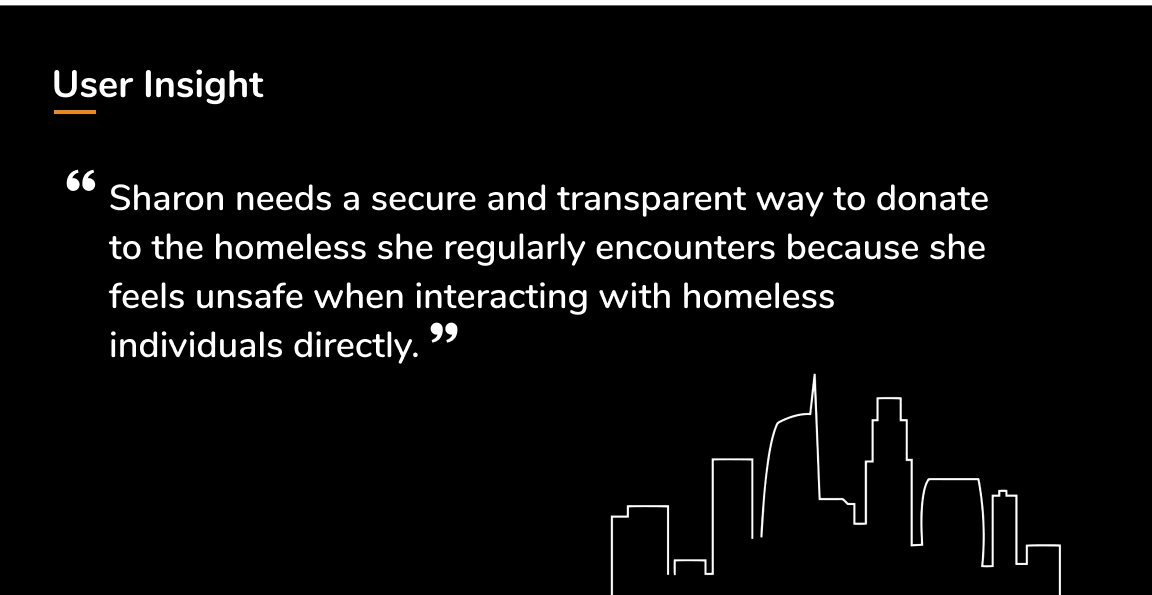 User Insight
“ Sharon needs a secure and transparent way to donate
to the homeless she regularly encounters because she
feels unsafe when interacting with homeless
individuals directly. ”